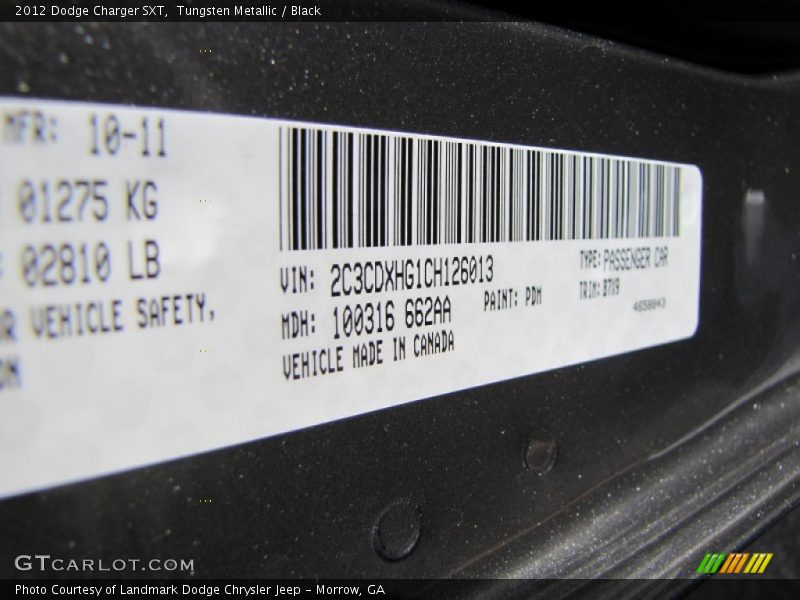 2012 Dodge Charger SXT, Tungsten Metallic / Black
MFR: 10-11
01275 KG
02810 LB
VEHICLE SAFETY,
VIN: 2C3CDXHG1CH126013
TYPE: PASSENGER CAR
MDH: 100316 662AA
PAINT: PDM
TRIM: B7X9
4658843
VEHICLE MADE IN CANADA
GTCARLOT.COM
Photo Courtesy of Landmark Dodge Chrysler Jeep - Morrow, GA